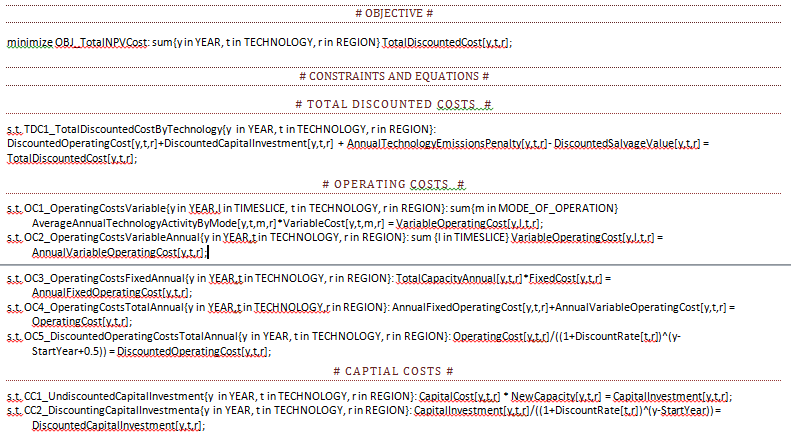 # OBJECTIVE #
minimize OBJ_TotalNPVCost: sum{y in YEAR, t in TECHNOLOGY, r in REGION} TotalDiscountedCost[y,t,r];
# CONSTRAINTS AND EQUATIONS #
# TOTAL DISCOUNTED COSTS #
s.t. TDC1_TotalDiscountedCostByTechnology{y in YEAR, t in TECHNOLOGY, r in REGION}:
DiscountedOperatingCost[y,t,r]+DiscountedCapitalInvestment[y,t,r] + AnnualTechnologyEmissionsPenalty[y,t,r]- DiscountedSalvageValue[y,t,r] =
TotalDiscountedCost[y,t,r];
# OPERATING COSTS #
s.t. OC1_OperatingCostsVariable{y in YEAR,l in TIMESLICE, t in TECHNOLOGY, r in REGION}: sum{m in MODE_OF_OPERATION}
AverageAnnualTechnologyActivityByMode[y,t,m,r]*VariableCost[y,t,m,r] = VariableOperatingCost[y,l,t,r];
s.t. OC2_OperatingCostsVariableAnnual{y in YEAR,t in TECHNOLOGY, r in REGION}: sum {l in TIMESLICE} VariableOperatingCost[y,l,t,r] =
AnnualVariableOperatingCost[y,t,r];
s.t. OC3_OperatingCostsFixedAnnual{y in YEAR,t in TECHNOLOGY, r in REGION}: TotalCapacityAnnual[y,t,r]*FixedCost[y,t,r] =
AnnualFixedOperatingCost[y,t,r];
s.t. OC4_OperatingCostsTotalAnnual{y in YEAR,t in TECHNOLOGY,r in REGION}: AnnualFixedOperatingCost[y,t,r]+AnnualVariableOperatingCost[y,t,r] =
OperatingCost[y,t,r];
s.t. OC5_DiscountedOperatingCostsTotalAnnual{y in YEAR, t in TECHNOLOGY, r in REGION}: OperatingCost[y,t,r]/((1+DiscountRate[t,r])^(y-
StartYear+0.5)) = DiscountedOperatingCost[y,t,r];
# CAPTIAL COSTS #
s.t. CC1_UndiscountedCapitalInvestment{y in YEAR, t in TECHNOLOGY, r in REGION}: CapitalCost[y,t,r] * NewCapacity[y,t,r] = CapitalInvestment[y,t,r];
s.t. CC2_DiscountingCapitalInvestmenta{y in YEAR, t in TECHNOLOGY, r in REGION}: CapitalInvestment[y,t,r]/((1+DiscountRate[t,r])^(y-StartYear)) =
DiscountedCapitalInvestment[y,t,r];